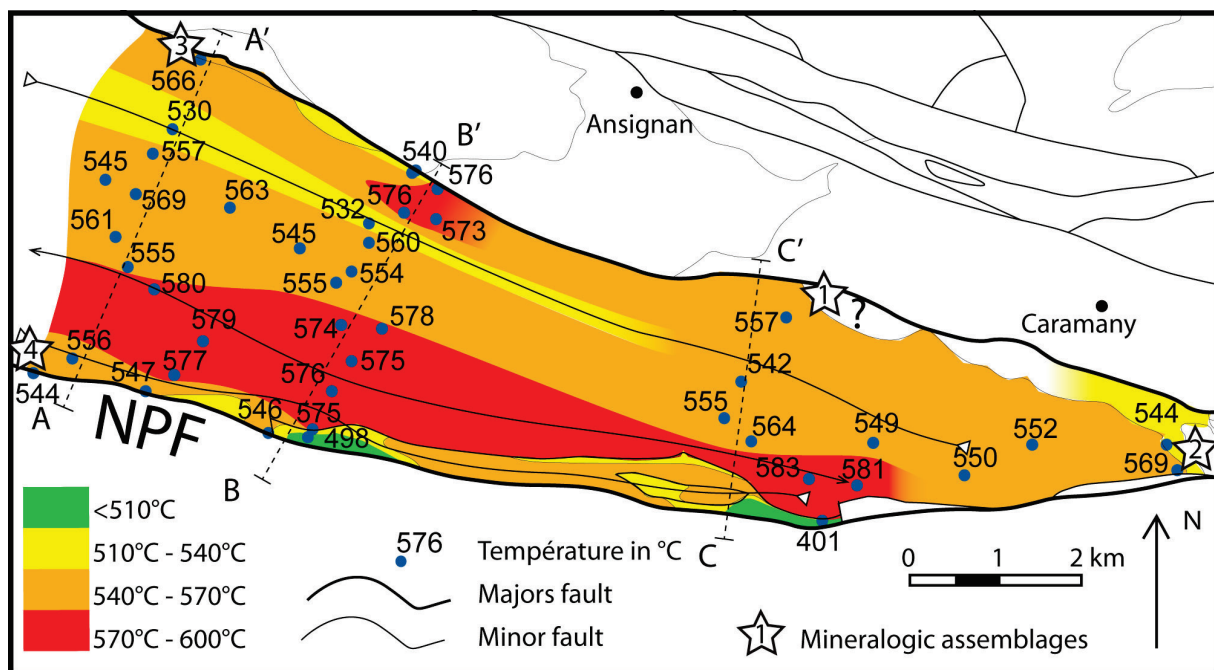 3
A'
566
530
557
545
569
563
561
555
580
579
577
556
4
544
A
547
NPF
546
B
540
B'
576
576
573
532
560
545
554
555
574
578
575
576
575
498
Ansignan
C'
1
?
Caramany
557
542
555
564
549
583
581
550
552
544
2
569
401
C
<510°C
510°C - 540°C
540°C - 570°C
570°C - 600°C
576
Température in °C
Majors fault
Minor fault
0 1 2 km
1 Mineralogic assemblages
N